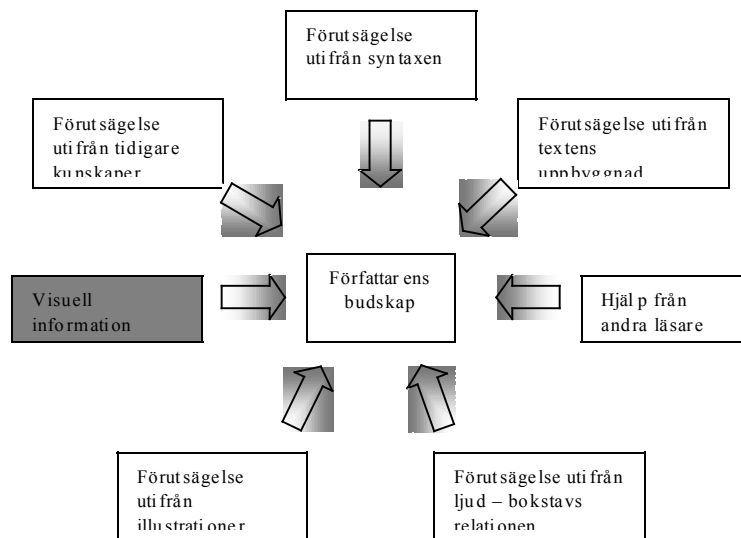 Förutsägelse
utifrån syntaxen
Förutsägelse
utifrån tidigare
kunskaper
Förutsägelse utifrån
textens
uppbyggnad
Visuell
information
Författarens
budskap
Hjälp från
andra läsare
Förutsägelse
utifrån
illustrationer
Förutsägelse utifrån
ljud – bokstavs
relationen